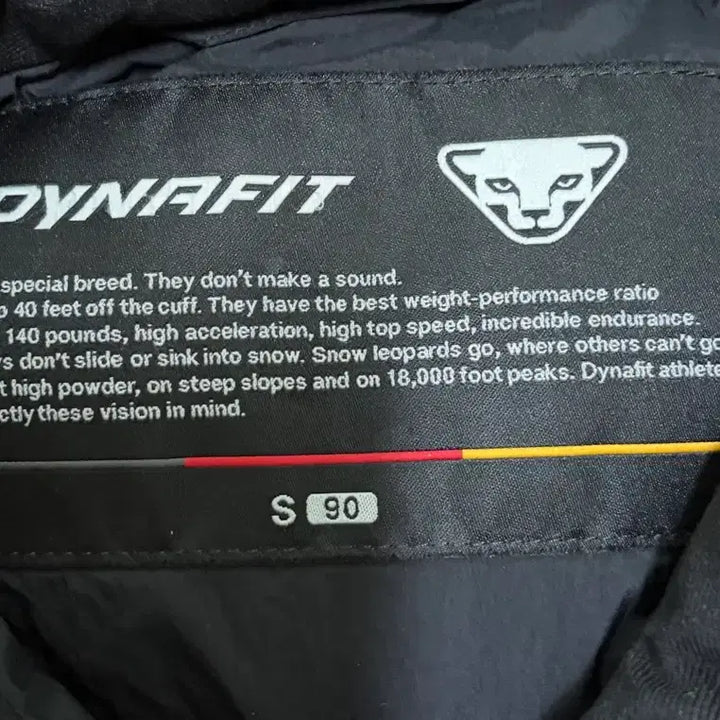 DYNAFIT
special breed. They don't make a sound.
40 feet off the cuff. They have the best weight-performance ratio
140 pounds, high acceleration, high top speed, incredible endurance.
don't slide or sink into snow. Snow leopards go, where others can't go
high powder, on steep slopes and on 18,000 foot peaks. Dynafit athlete
these vision in mind.
S 90